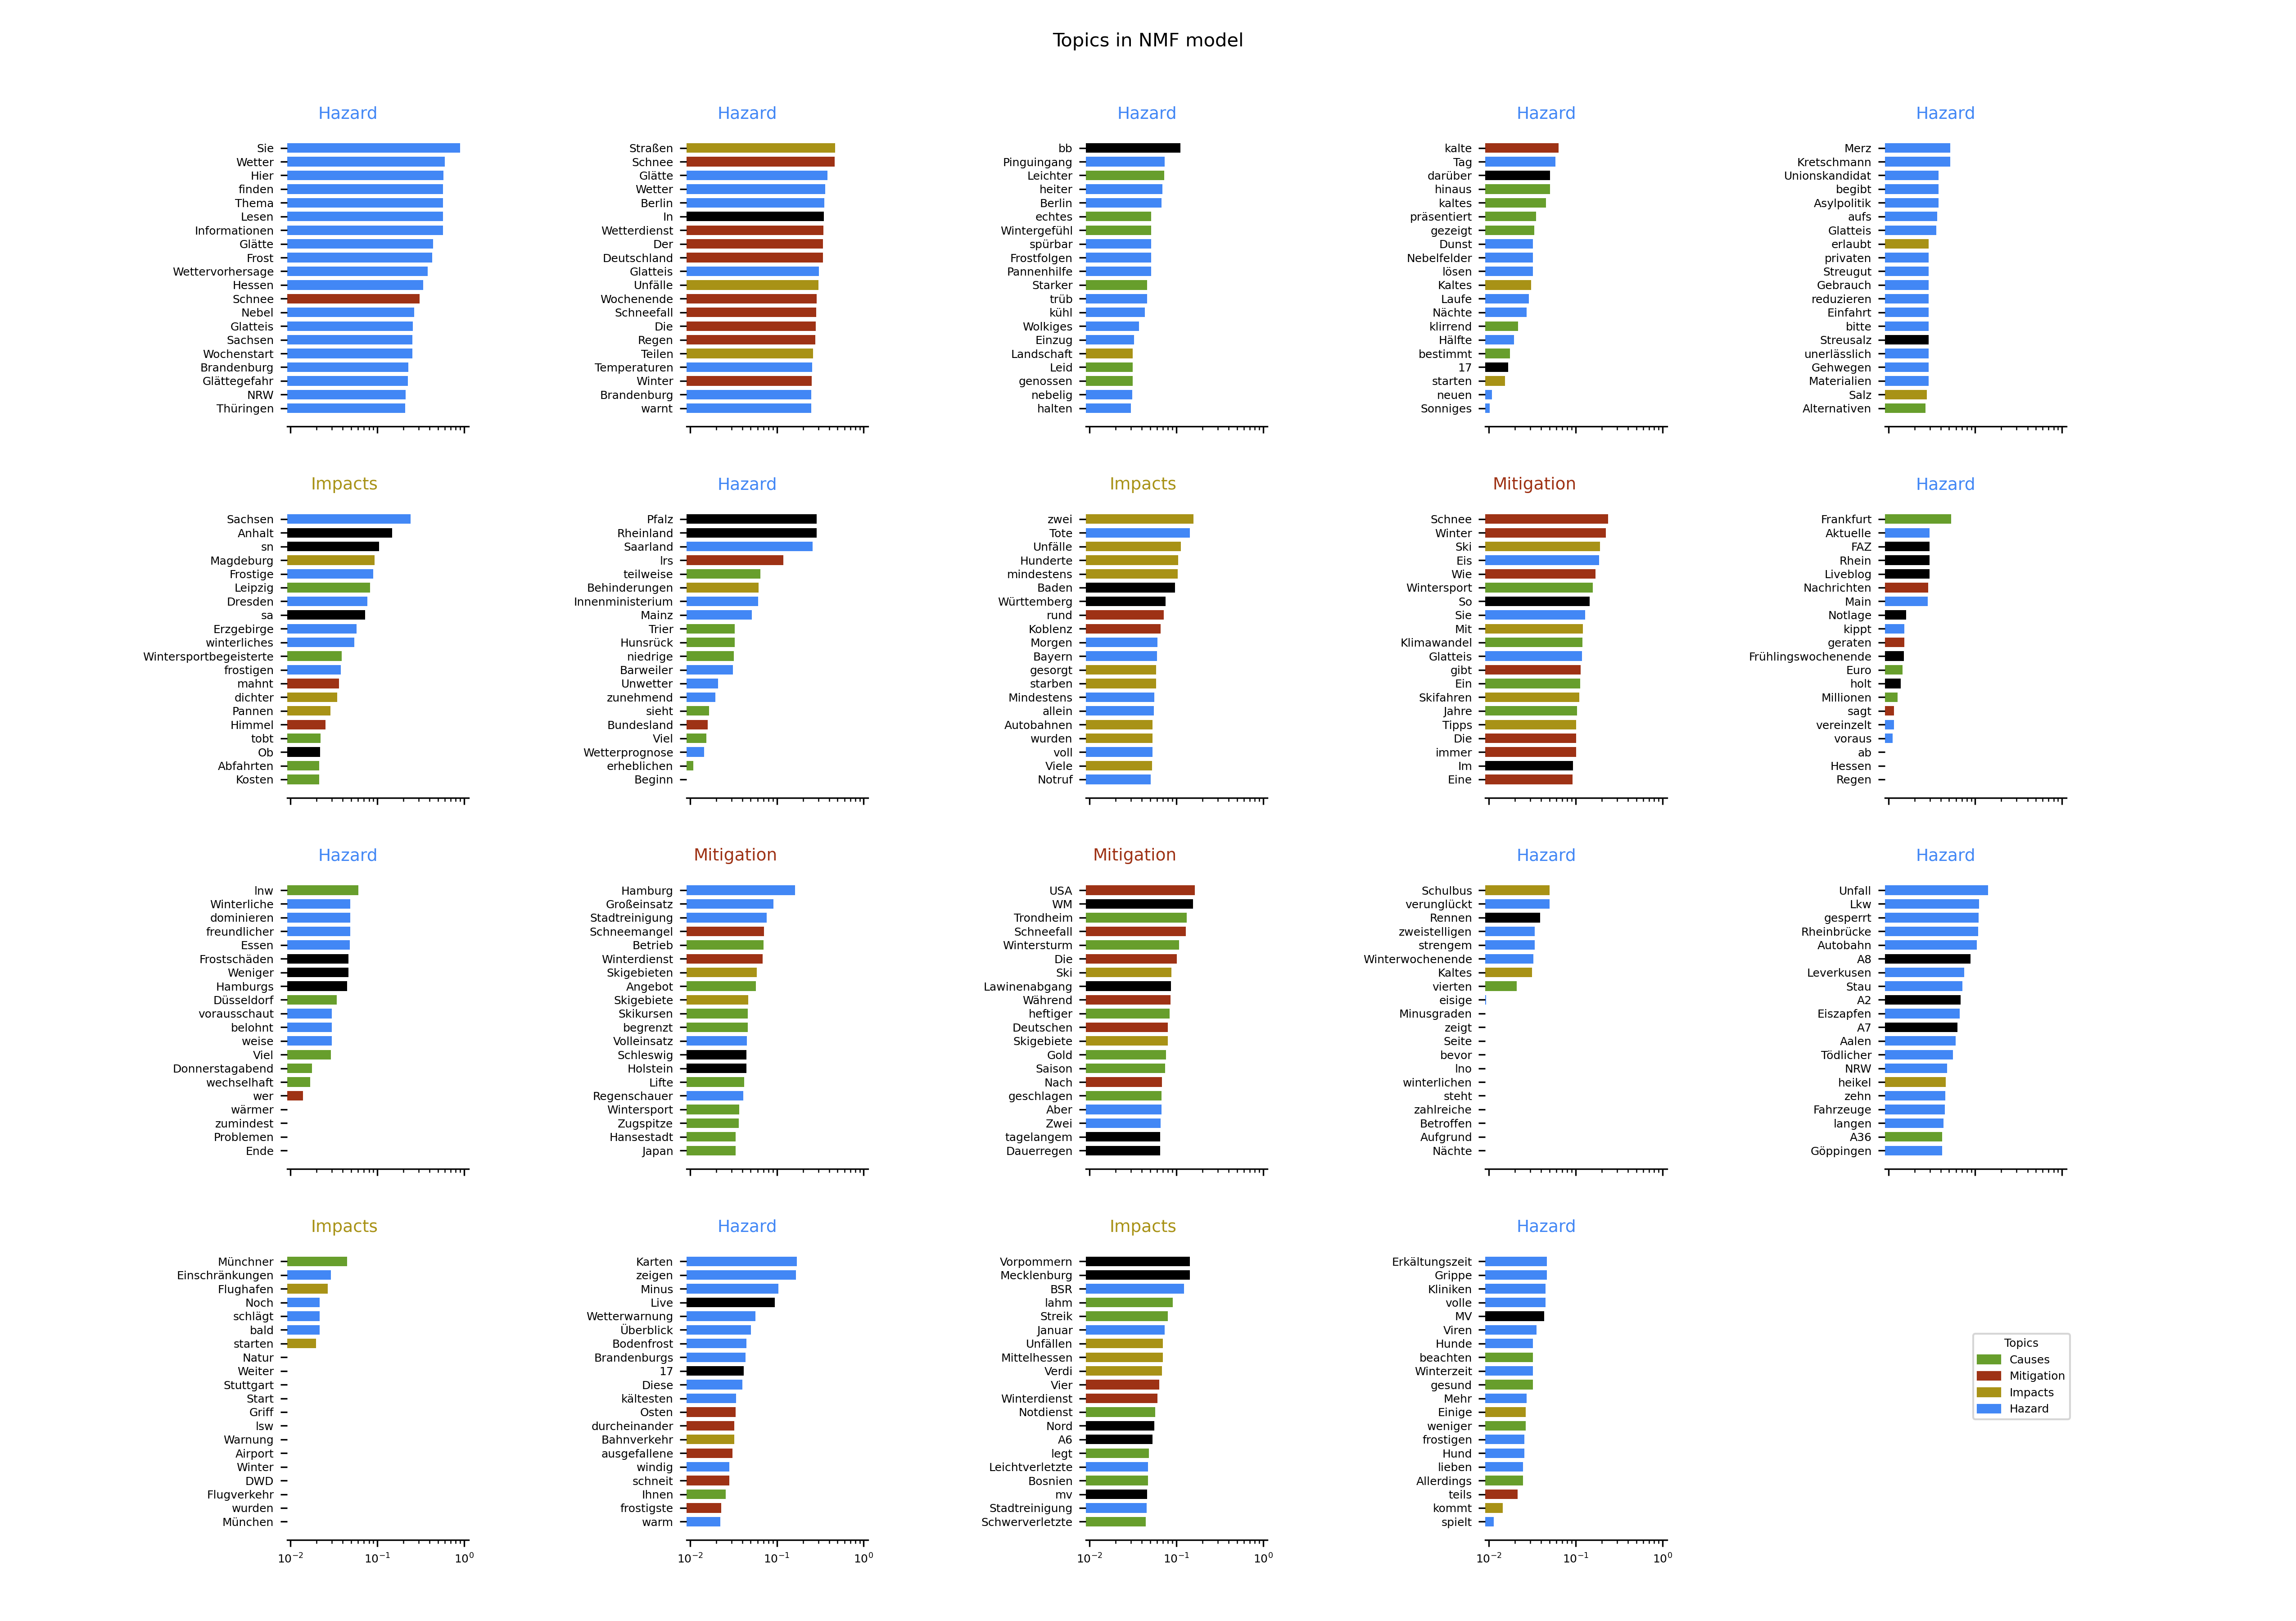 Topics in NMF model
Hazard
Sie
Wetter
Hier
finden
Thema
Lesen
Informationen
Glätte
Frost
Wettervorhersage
Hessen
Schnee
Nebel
Glatteis
Sachsen
Wochenstart
Brandenburg
Glättegefahr
NRW
Thüringen
Hazard
Straßen
Schnee
Glätte
Wetter
Berlin
In
Wetterdienst
Der
Deutschland
Glatteis
Unfälle
Wochenende
Schneefall
Die
Regen
Teilen
Temperaturen
Winter
Brandenburg
warnt
Hazard
bb
Pinguingang
Leichter
heiter
Berlin
echtes
Wintergefühl
spürbar
Frostfolgen
Pannenhilfe
Starker
trüb
kühl
Wolkiges
Einzug
Landschaft
Leid
genossen
nebelig
halten
Hazard
kalte
Tag
darüber
hinaus
kaltes
präsentiert
gezeigt
Dunst
Nebelfelder
lösen
Kaltes
Laufe
Nächte
klirrend
Hälfte
bestimmt
17
starten
neuen
Sonniges
Hazard
Merz
Kretschmann
Unionskandidat
begibt
Asylpolitik
aufs
Glatteis
erlaubt
privaten
Streugut
Gebrauch
reduzieren
Einfahrt
bitte
Streusalz
unerlässlich
Gehwegen
Materialien
Salz
Alternativen
Impacts
Sachsen
Anhalt
sn
Magdeburg
Frostige
Leipzig
Dresden
sa
Erzgebirge
winterliches
Wintersportbegeisterte
frostigen
mahnt
dichter
Pannen
Himmel
tobt
Ob
Abfahrten
Kosten
Hazard
Pfalz
Rheinland
Saarland
lrs
teilweise
Behinderungen
Innenministerium
Mainz
Trier
Hunsrück
niedrige
Barweiler
Unwetter
zunehmend
sieht
Bundesland
Viel
Wetterprognose
erheblichen
Beginn
Impacts
zwei
Tote
Unfälle
Hunderte
mindestens
Baden
Württemberg
rund
Koblenz
Morgen
Bayern
gesorgt
starben
Mindestens
allein
Autobahnen
wurden
voll
Viele
Notruf
Mitigation
Schnee
Winter
Ski
Eis
Wie
Wintersport
So
Sie
Mit
Klimawandel
Glatteis
gibt
Ein
Skifahren
Jahre
Tipps
Die
immer
Im
Eine
Hazard
Frankfurt
Aktuelle
FAZ
Rhein
Liveblog
Nachrichten
Main
Notlage
kippt
geraten
Frühlingswochenende
Euro
holt
Millionen
sagt
vereinzelt
voraus
ab
Hessen
Regen
Hazard
lnw
Winterliche
dominieren
freundlicher
Essen
Frostschäden
Weniger
Hamburgs
Düsseldorf
vorausschaut
belohnt
weise
Viel
Donnerstagabend
wechselhaft
wer
wärmer
zumindest
Problemen
Ende
Mitigation
Hamburg
Großeinsatz
Stadtreinigung
Schneemangel
Betrieb
Winterdienst
Skigebieten
Angebot
Skigebiete
Skikursen
begrenzt
Volleinsatz
Schleswig
Holstein
Lifte
Regenschauer
Wintersport
Zugspitze
Hansestadt
Japan
Mitigation
USA
WM
Trondheim
Schneefall
Wintersturm
Die
Ski
Lawinenabgang
Während
heftiger
Deutschen
Skigebiete
Gold
Saison
Nach
geschlagen
Aber
Zwei
tagelangem
Dauerregen
Hazard
Schulbus
verunglückt
Rennen
zweistelligen
strengem
Winterwochenende
Kaltes
vierten
eisige
Minusgraden
zeigt
Seite
bevor
lno
winterlichen
steht
zahlreiche
Betroffen
Aufgrund
Nächte
Hazard
Unfall
Lkw
gesperrt
Rheinbrücke
Autobahn
A8
Leverkusen
Stau
A2
Eiszapfen
A7
Aalen
Tödlicher
NRW
heikel
zehn
Fahrzeuge
langen
A36
Göppingen
Impacts
Münchner
Einschränkungen
Flughafen
Noch
schlägt
bald
starten
Natur
Weiter
Stuttgart
Start
Griff
lsw
Warnung
Airport
Winter
DWD
Flugverkehr
wurden
München
10⁻² 10⁻¹ 10⁰
Hazard
Karten
zeigen
Minus
Live
Wetterwarnung
Überblick
Bodenfrost
Brandenburgs
17
Diese
kältesten
Osten
durcheinander
Bahnverkehr
ausgefallene
windig
schneit
Ihnen
frostigste
warm
10⁻² 10⁻¹ 10⁰
Impacts
Vorpommern
Mecklenburg
BSR
lahm
Streik
Januar
Unfällen
Mittelhessen
Verdi
Vier
Winterdienst
Notdienst
Nord
A6
legt
Leichtverletzte
Bosnien
mv
Stadtreinigung
Schwerverletzte
10⁻² 10⁻¹ 10⁰
Hazard
Erkältungszeit
Grippe
Kliniken
volle
MV
Viren
Hunde
beachten
Winterzeit
gesund
Mehr
Einige
weniger
frostigen
Hund
lieben
Allerdings
teils
kommt
spielt
10⁻² 10⁻¹ 10⁰
Topics
Causes
Mitigation
Impacts
Hazard